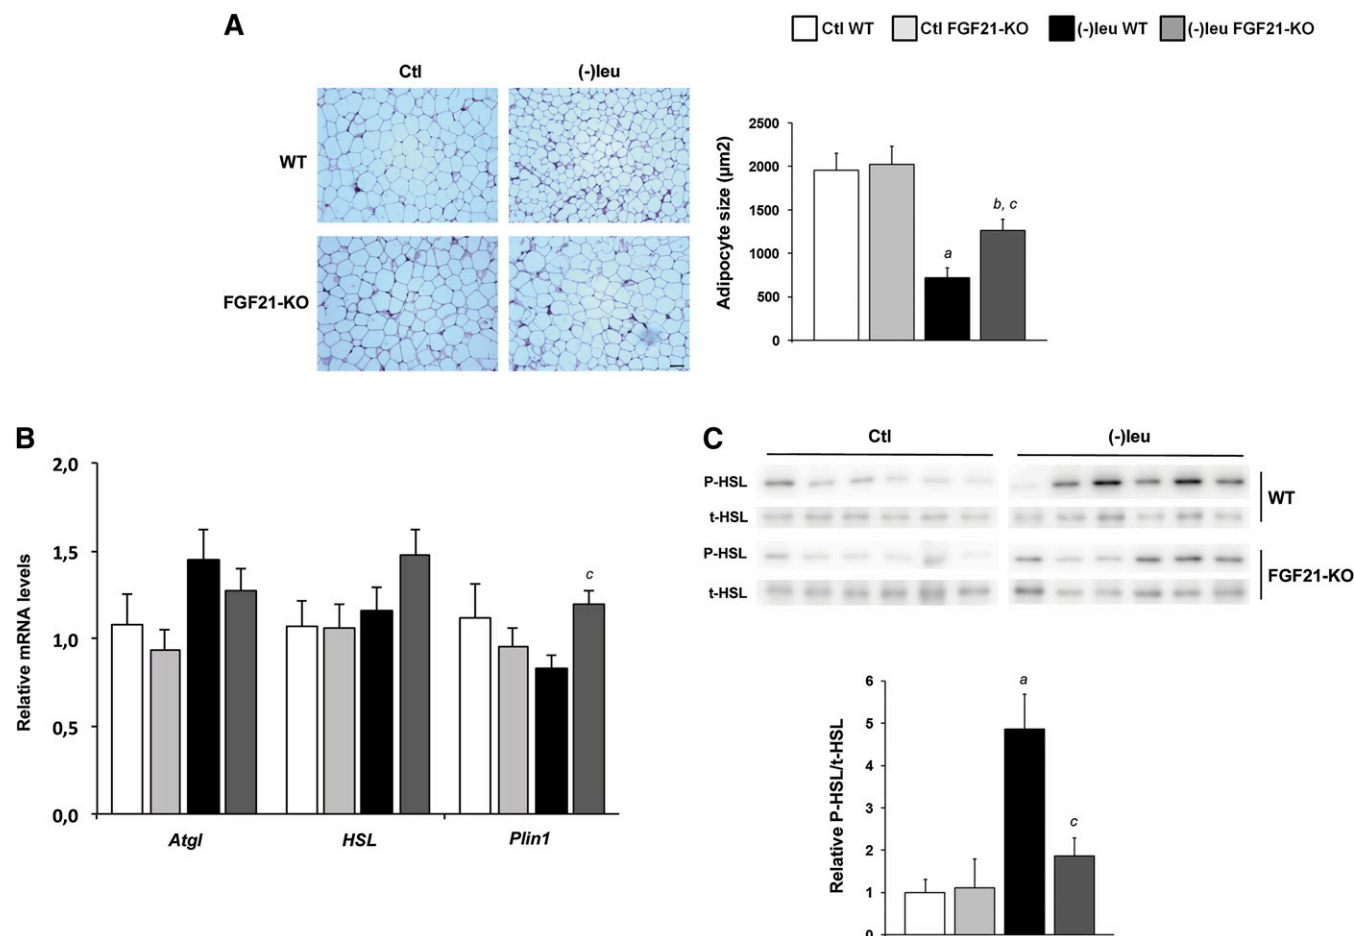 A
Ctl WT Ctl FGF21-KO (-)leu WT (-)leu FGF21-KO
Ctl (-)leu
WT
FGF21-KO
Adipocyte size (µm2)
2500
2000
1500
1000
500
0
a
b, c
B
Relative mRNA levels
2,0
1,5
1,0
0,5
0,0
c
Atgl HSL Plin1
C
Ctl (-)leu
P-HSL
t-HSL
WT
P-HSL
t-HSL
FGF21-KO
Relative P-HSL/t-HSL
6
5
4
3
2
1
0
a
c